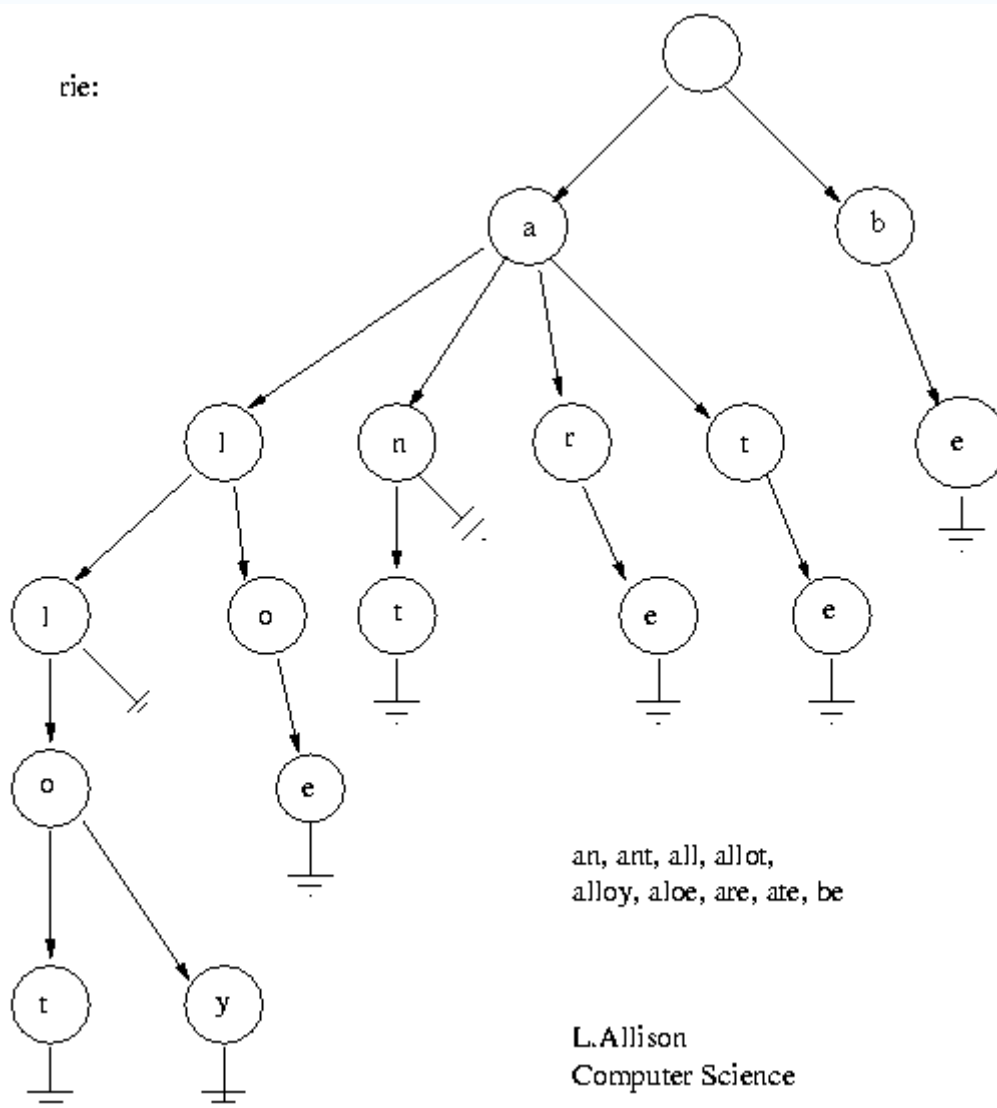 rie:
a
b
l
n
r
t
e
l
o
t
e
e
o
e
an, ant, all, allot,
alloy, aloe, are, ate, be
t
y
L.Allison
Computer Science